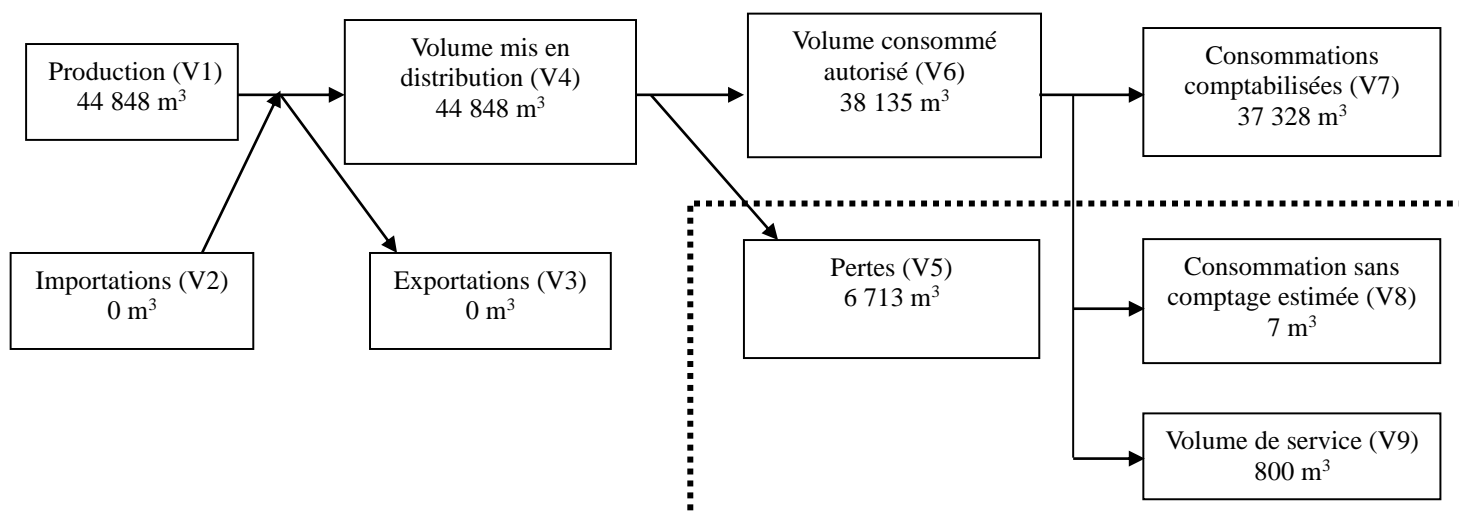 Production (V1)
44 848 m³
Volume mis en
distribution (V4)
44 848 m³
Volume consommé
autorisé (V6)
38 135 m³
Consommations
comptabilisées (V7)
37 328 m³
Importations (V2)
0 m³
Exportations (V3)
0 m³
Pertes (V5)
6 713 m³
Consommation sans
comptage estimée (V8)
7 m³
Volume de service (V9)
800 m³